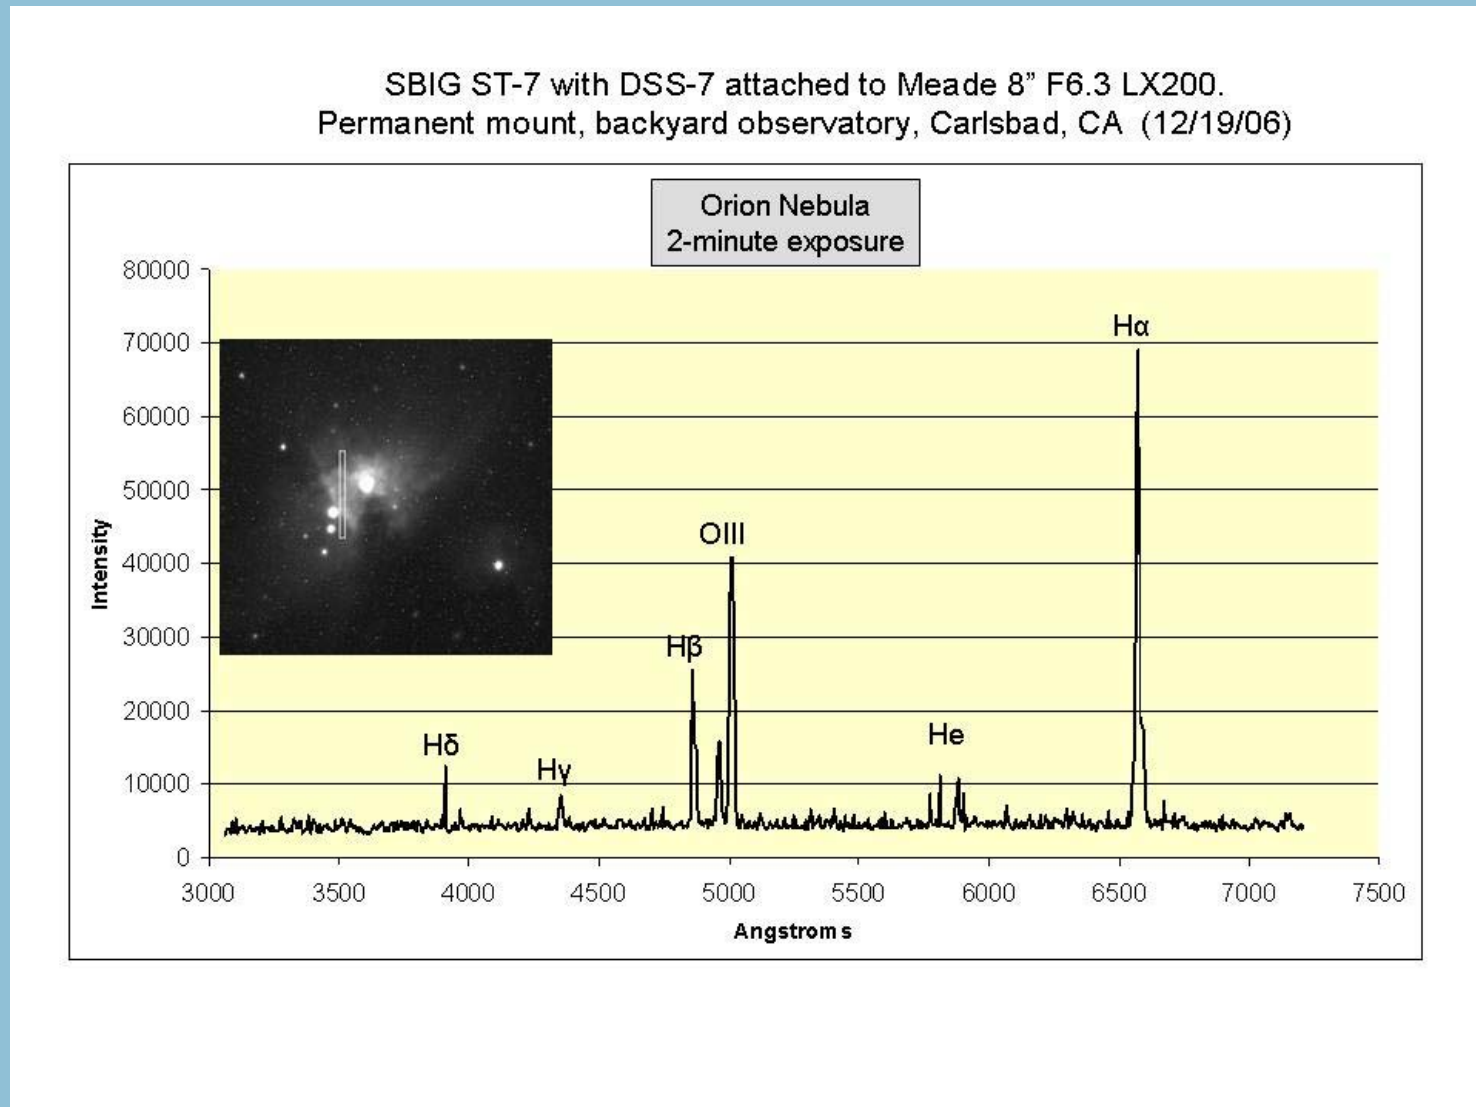 SBIG ST-7 with DSS-7 attached to Meade 8” F6.3 LX200.
Permanent mount, backyard observatory, Carlsbad, CA (12/19/06)
Orion Nebula
2-minute exposure
80000
70000
60000
50000
40000
30000
20000
10000
0
Intensity
Hδ
Hγ
Hβ
OIII
He
Hα
3000 3500 4000 4500 5000 5500 6000 6500 7000 7500
Angstroms